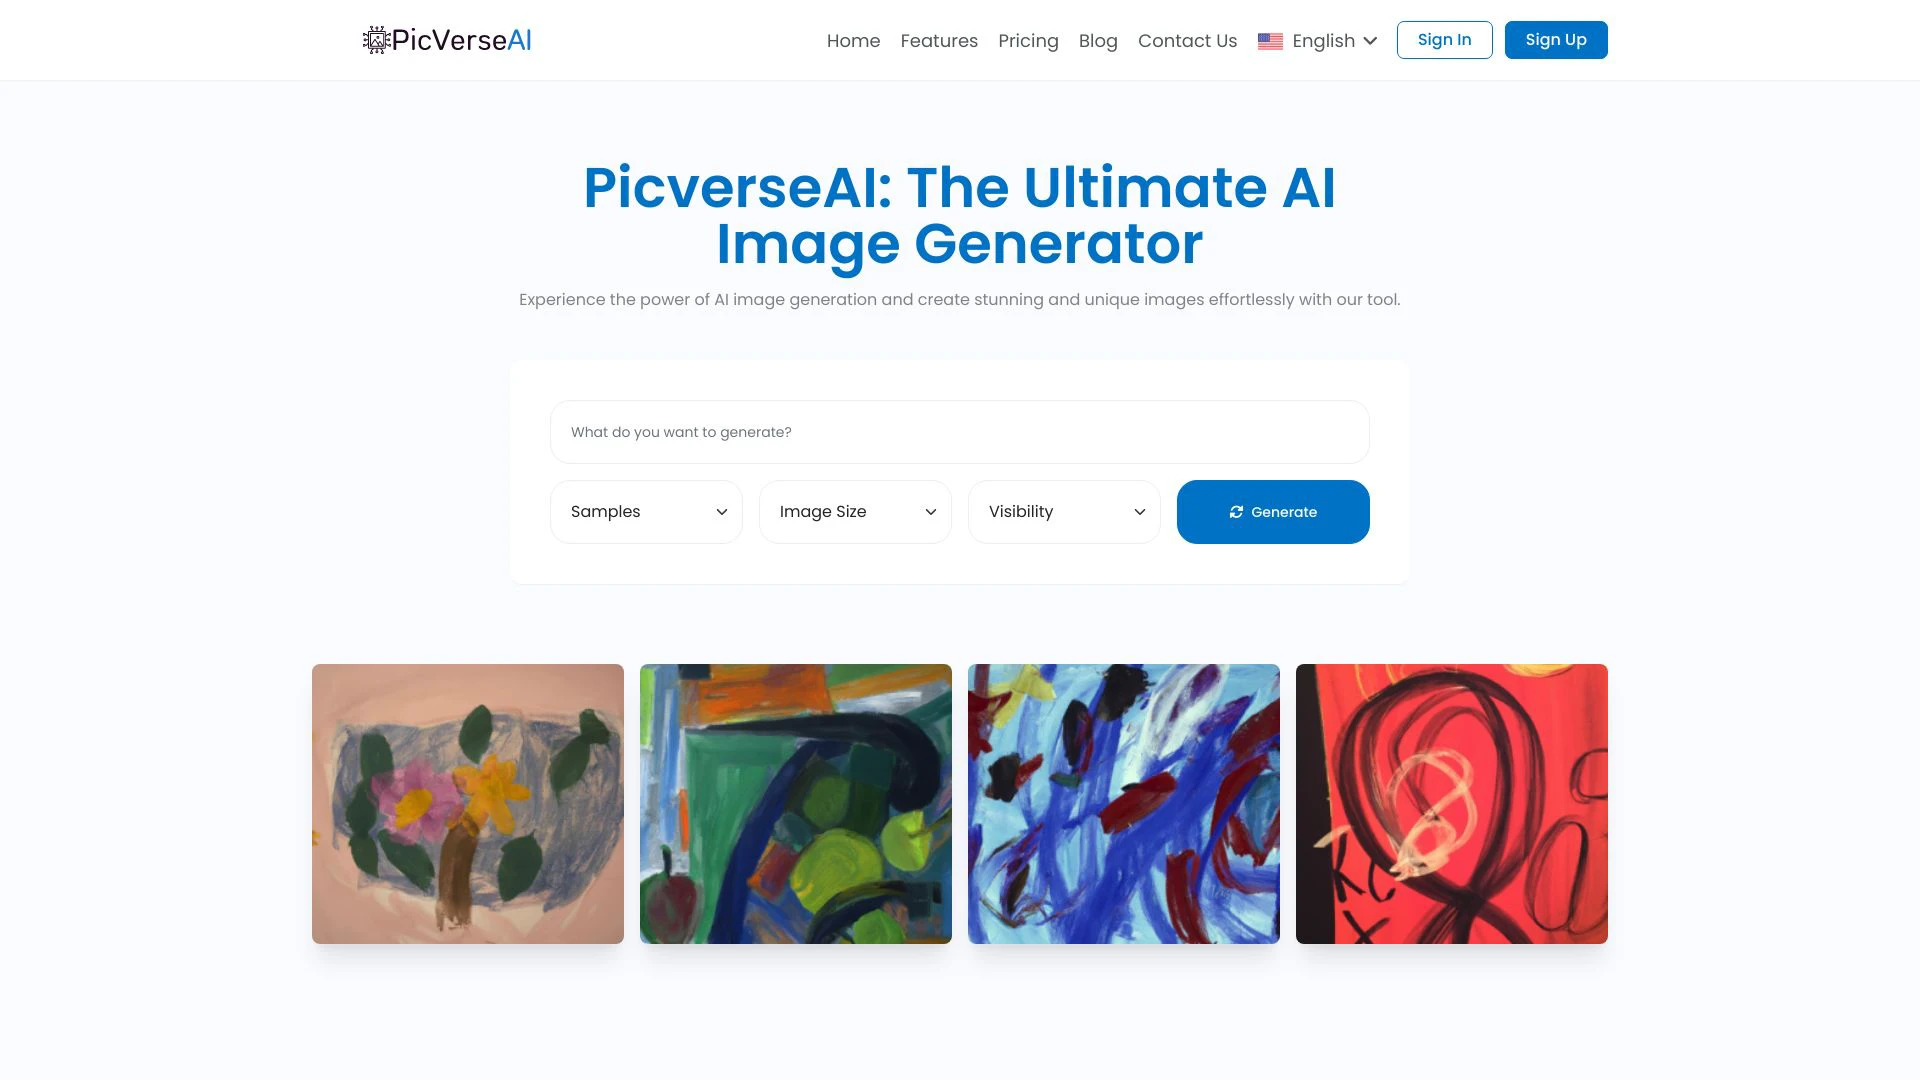 PicVerseAI
Home
Features
Pricing
Blog
Contact Us
English
Sign In
Sign Up
PicverseAI: The Ultimate AI
Image Generator
Experience the power of AI image generation and create stunning and unique images effortlessly with our tool.
What do you want to generate?
Samples
Image Size
Visibility
Generate